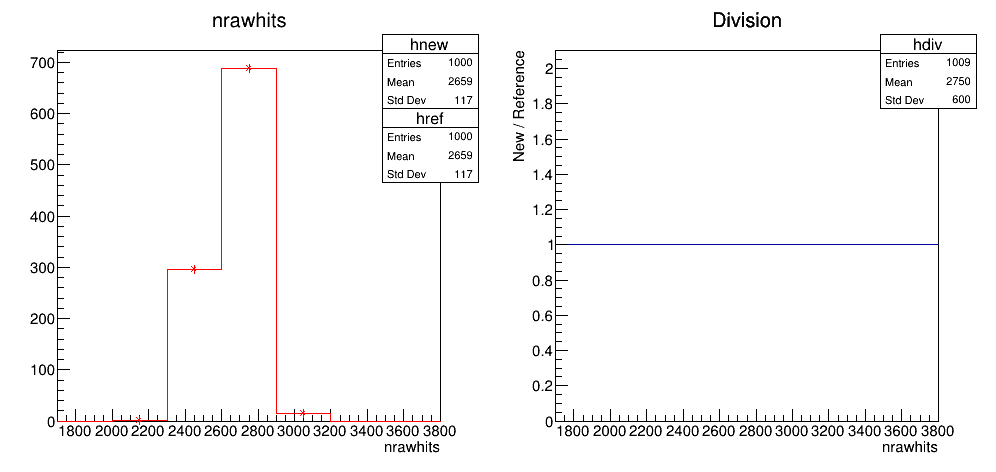 nrawhits
hnew
Entries 1000
Mean 2659
Std Dev 117
href
Entries 1000
Mean 2659
Std Dev 117
700
600
500
400
300
200
100
0
1800 2000 2200 2400 2600 2800 3000 3200 3400 3600 3800
nrawhits
Division
hdiv
Entries 1009
Mean 2750
Std Dev 600
New / Reference
2
1.8
1.6
1.4
1.2
1
0.8
0.6
0.4
0.2
0
1800 2000 2200 2400 2600 2800 3000 3200 3400 3600 3800
nrawhits